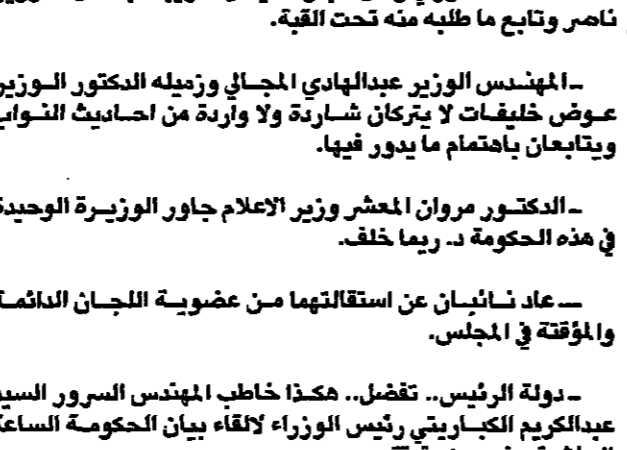 ناصر وتابع ما طلبه منه تحت القبة.
ـ المهندس الوزير عبدالهادي المجالي وزميله الدكتور الوزير
عوض خليفات لا يتركان شاردة ولا واردة من احاديث النواب
ويتابعان باهتمام ما يدور فيها.
ـ الدكتور مروان المعشر وزير الاعلام جاور الوزيرة الوحيدة
في هذه الحكومة د. ريما خلف.
ـ عاد نائبان عن استقالتهما من عضوية اللجان الدائمة
والمؤقتة في المجلس.
ـ دولة الرئيس.. تفضل.. هكذا خاطب المهندس السرور السيد
عبدالكريم الكباريتي رئيس الوزراء لالقاء بيان الحكومة الساعة